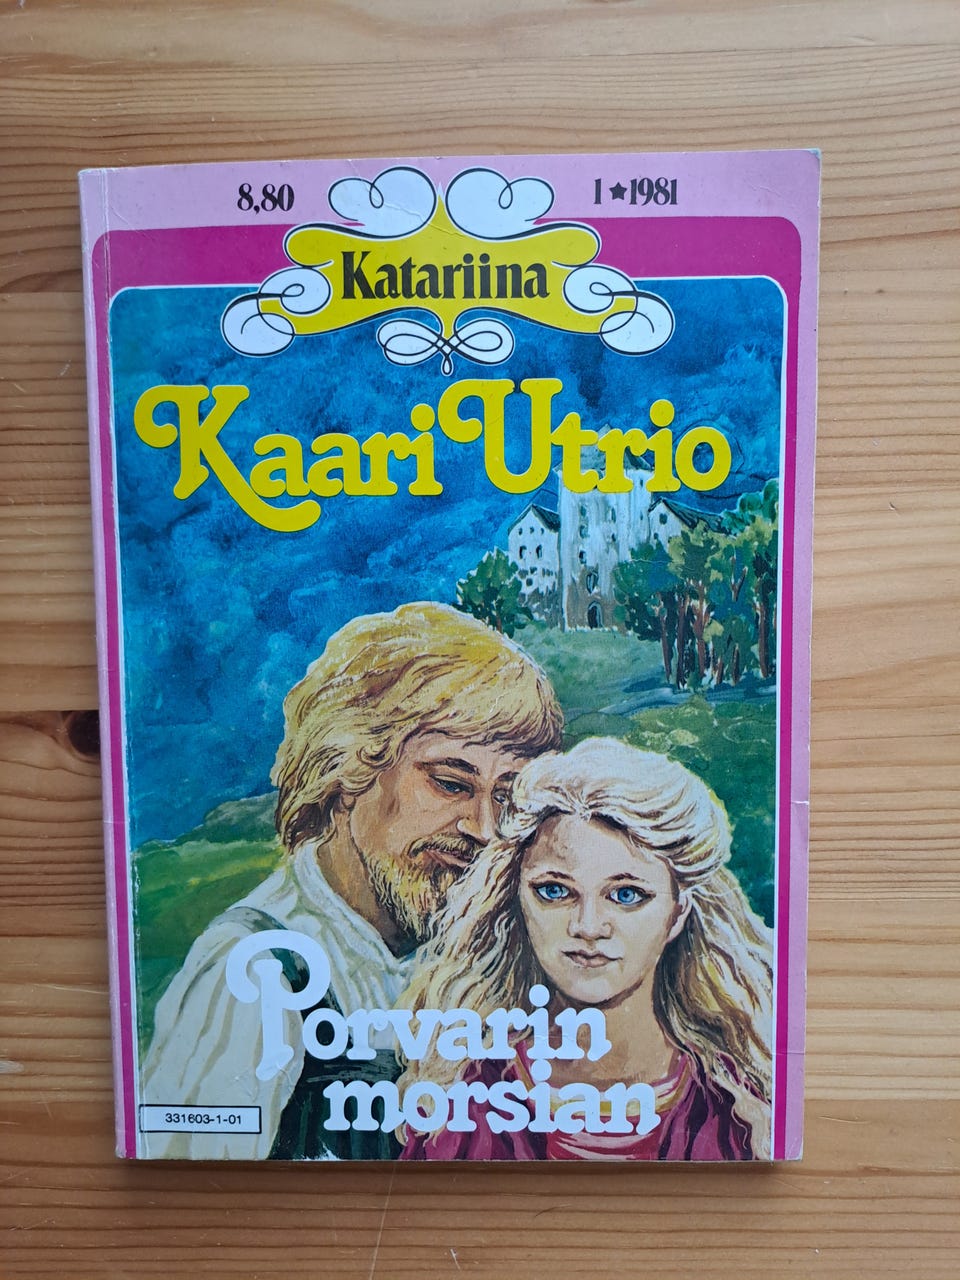 8,80
1★1981
Katariina
Kaari Utrio
Porvarin
morsian
331603-1-01